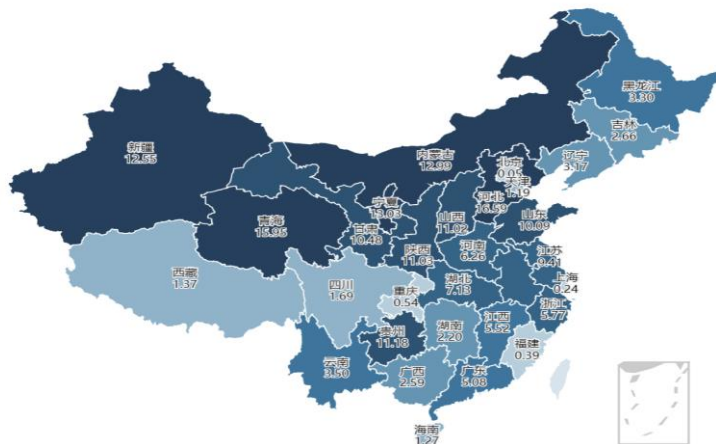 黑龙江
3.30
吉林
2.66
新疆
12.55
内蒙古
12.99
辽宁
3.17
北京
0.05
天津
1.19
河北
16.59
宁夏
13.03
山西
11.02
山东
10.09
青海
15.95
甘肃
10.48
陕西
11.03
河南
6.26
江苏
9.41
西藏
1.37
四川
1.69
重庆
0.54
湖北
7.13
上海
0.24
浙江
5.77
贵州
11.18
湖南
2.20
江西
5.52
福建
0.39
云南
3.50
广西
2.59
广东
5.08
海南
1.27